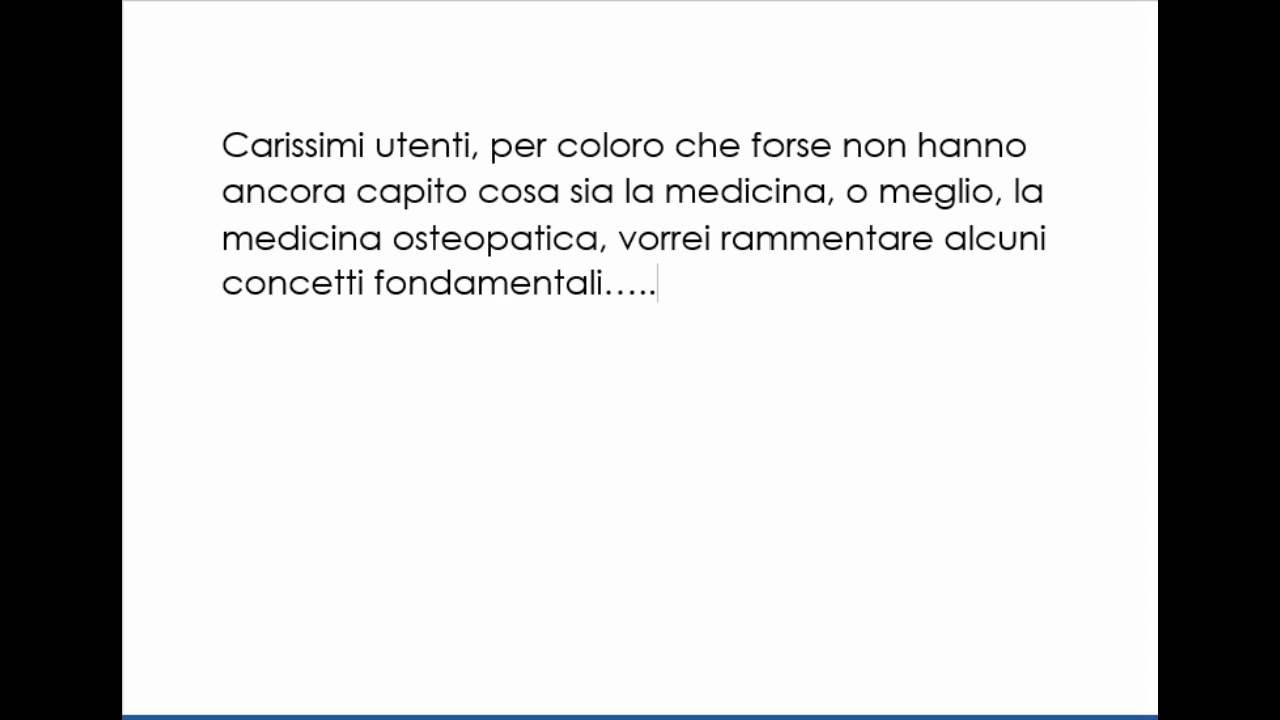 Carissimi utenti, per coloro che forse non hanno
ancora capito cosa sia la medicina, o meglio, la
medicina osteopatica, vorrei rammentare alcuni
concetti fondamentali…..